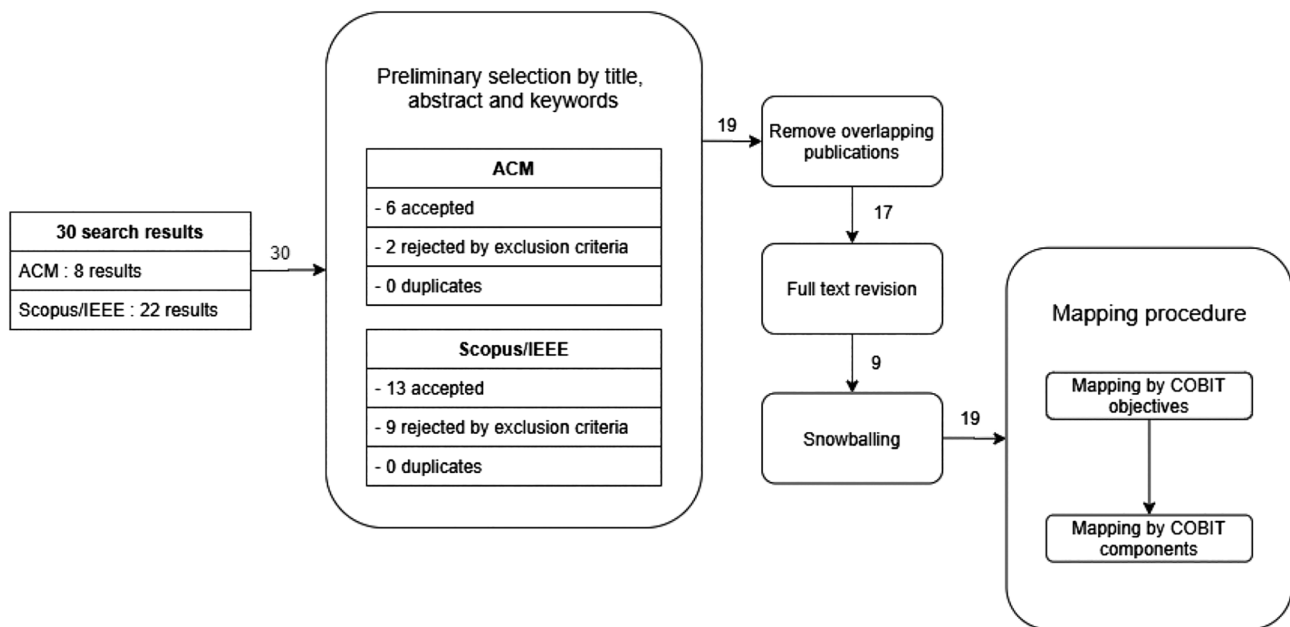 30 search results
ACM : 8 results
Scopus/IEEE : 22 results
30
Preliminary selection by title,
abstract and keywords
ACM
- 6 accepted
- 2 rejected by exclusion criteria
- 0 duplicates
Scopus/IEEE
- 13 accepted
- 9 rejected by exclusion criteria
- 0 duplicates
19
Remove overlapping
publications
17
Full text revision
9
Snowballing
19
Mapping procedure
Mapping by COBIT
objectives
Mapping by COBIT
components